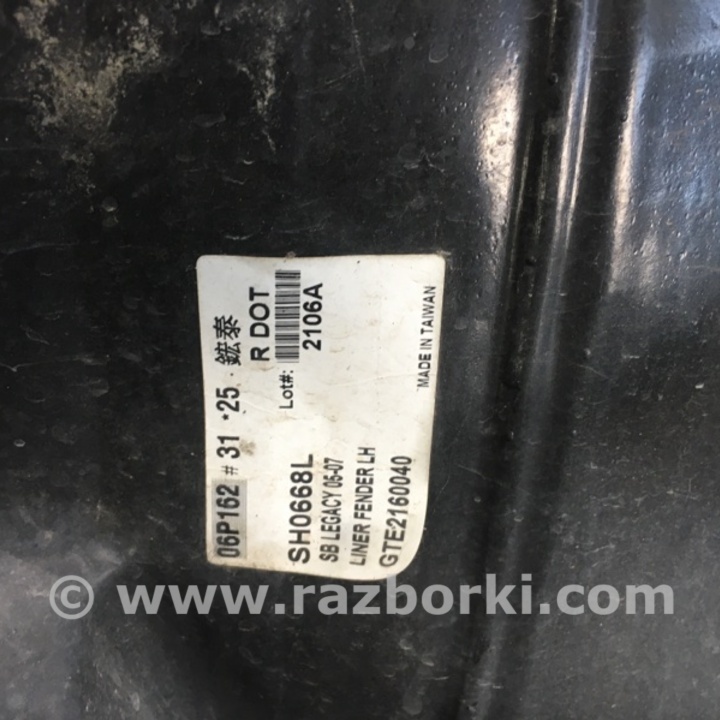 06P162 # 31 *25 . 鋐泰
R DOT
Lot#:
2106A
SH0668L
SB LEGACY 05-07
LINER FENDER LH
GTE2160040
MADE IN TAIWAN
© www.razborki.com